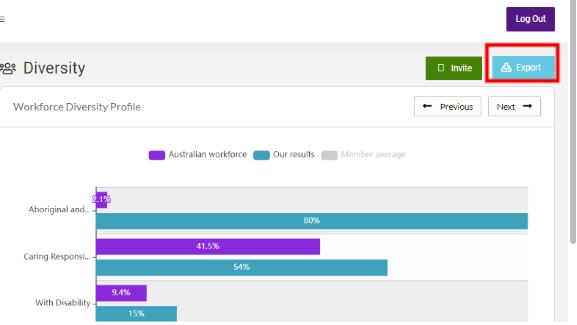 Log Out
Diversity
Invite
Export
Workforce Diversity Profile
Previous
Next
Australian workforce
Our results
Member average
Aboriginal and...
2.1%
80%
Caring Responsi...
41.5%
54%
With Disability
9.4%
15%